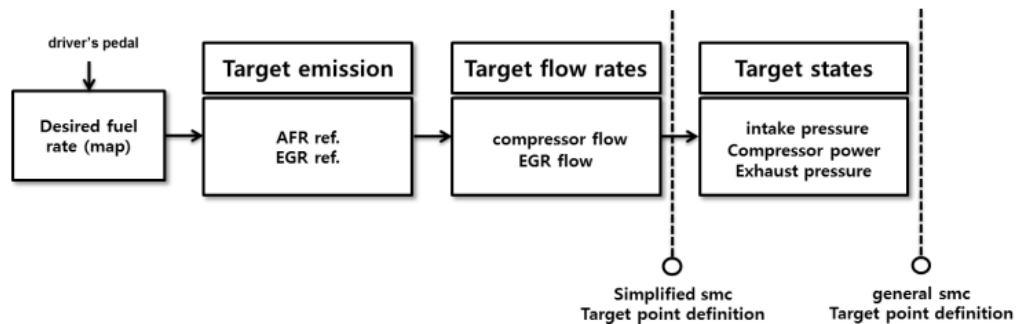 driver's pedal
Desired fuel
rate (map)
Target emission
AFR ref.
EGR ref.
Target flow rates
compressor flow
EGR flow
Target states
intake pressure
Compressor power
Exhaust pressure
Simplified smc
Target point definition
general smc
Target point definition